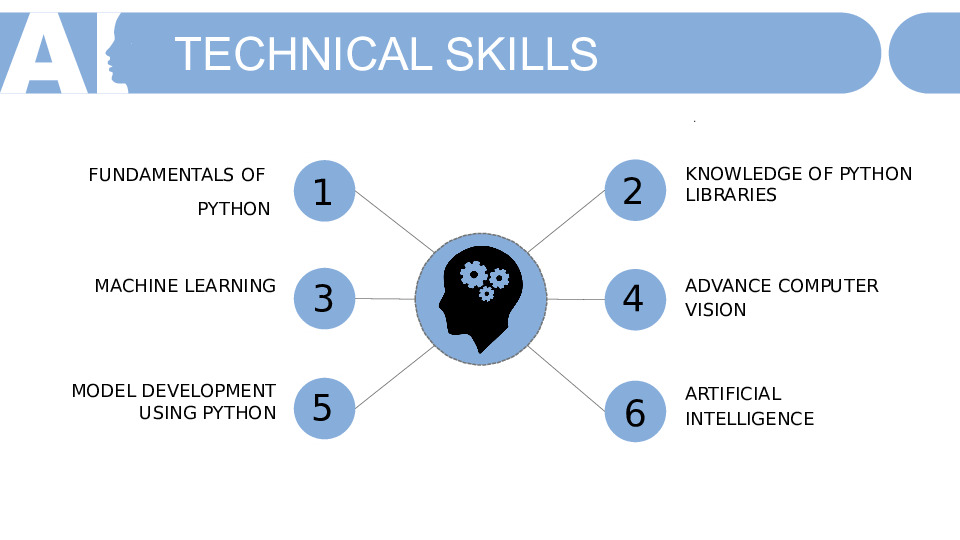 AI
TECHNICAL SKILLS
.
FUNDAMENTALS OF
PYTHON
1
2
KNOWLEDGE OF PYTHON
LIBRARIES
MACHINE LEARNING
3
4
ADVANCE COMPUTER
VISION
MODEL DEVELOPMENT
USING PYTHON
5
6
ARTIFICIAL
INTELLIGENCE